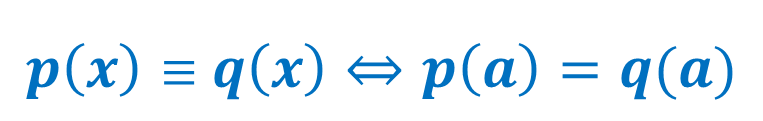 p(x) ≡ q(x) ⇔ p(a) = q(a)